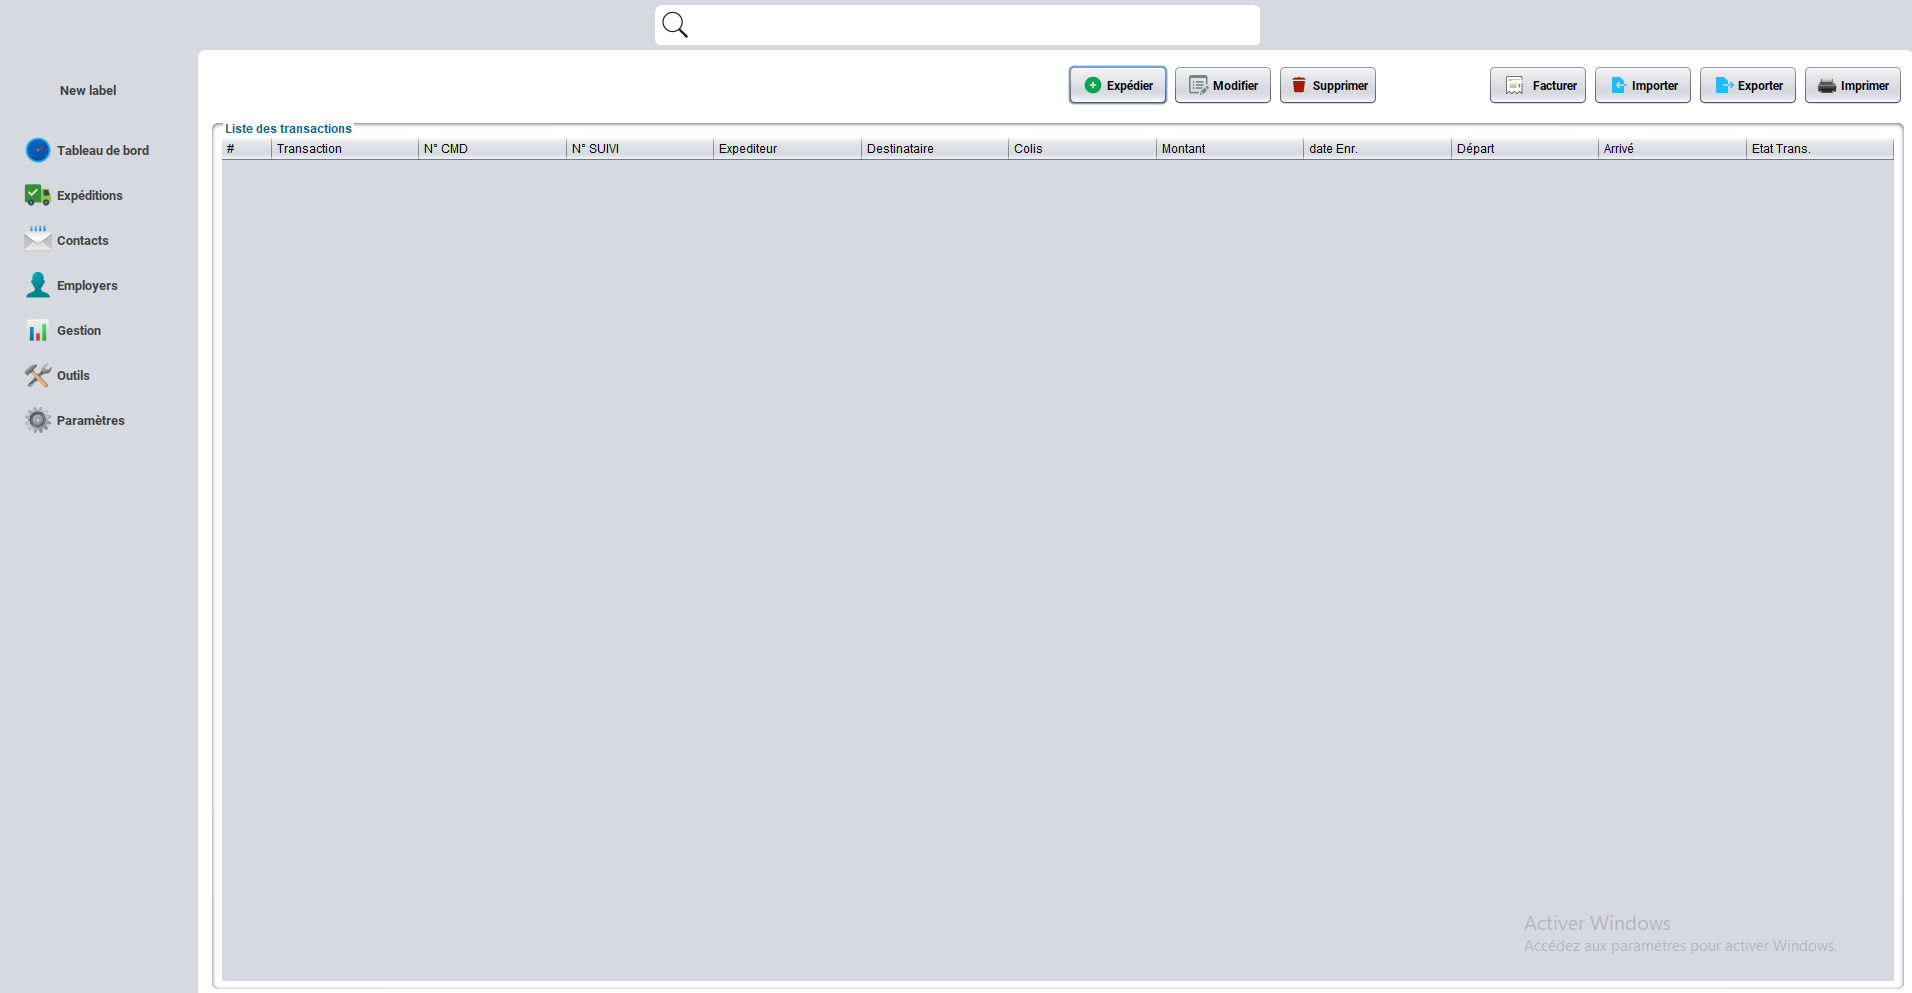 New label
Tableau de bord
Expéditions
Contacts
Employers
Gestion
Outils
Paramètres
Expédier
Modifier
Supprimer
Facturer
Importer
Exporter
Imprimer
Liste des transactions
# Transaction N° CMD N° SUIVI Expediteur Destinataire Colis Montant date Enr. Départ Arrivé Etat Trans.
Activer Windows
Accédez aux paramètres pour activer Windows.